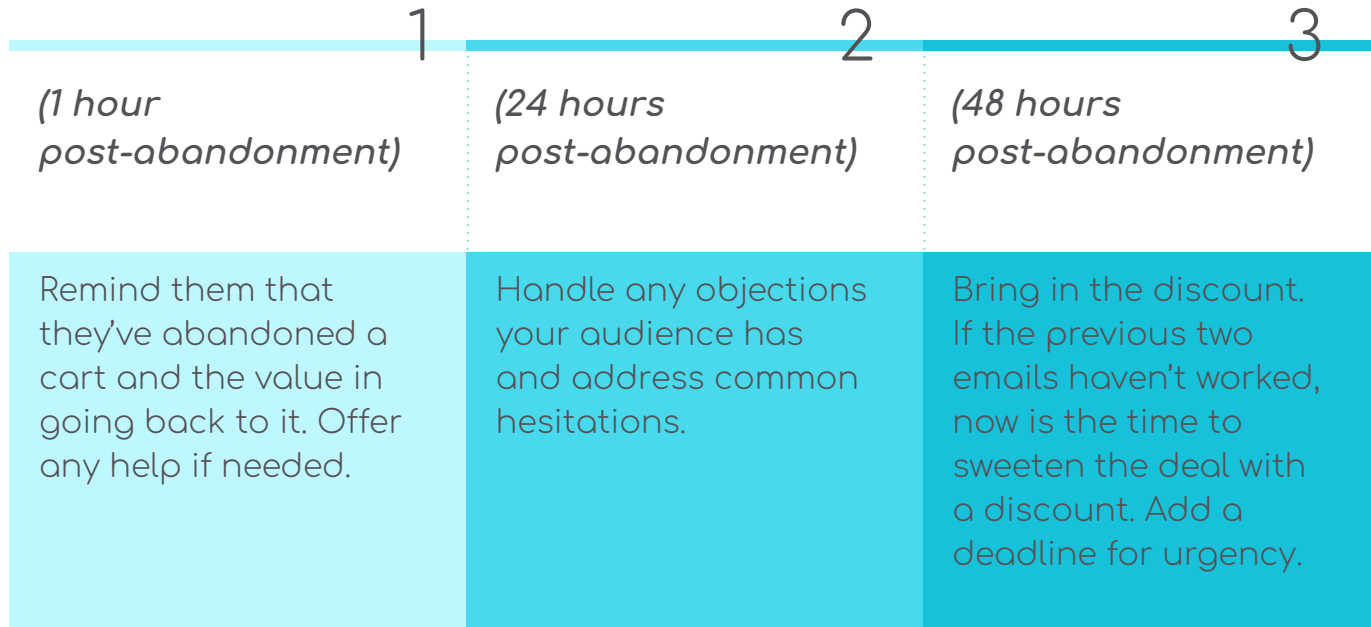 1
(1 hour
post-abandonment)
Remind them that
they’ve abandoned a
cart and the value in
going back to it. Offer
any help if needed.
2
(24 hours
post-abandonment)
Handle any objections
your audience has
and address common
hesitations.
3
(48 hours
post-abandonment)
Bring in the discount.
If the previous two
emails haven’t worked,
now is the time to
sweeten the deal with
a discount. Add a
deadline for urgency.